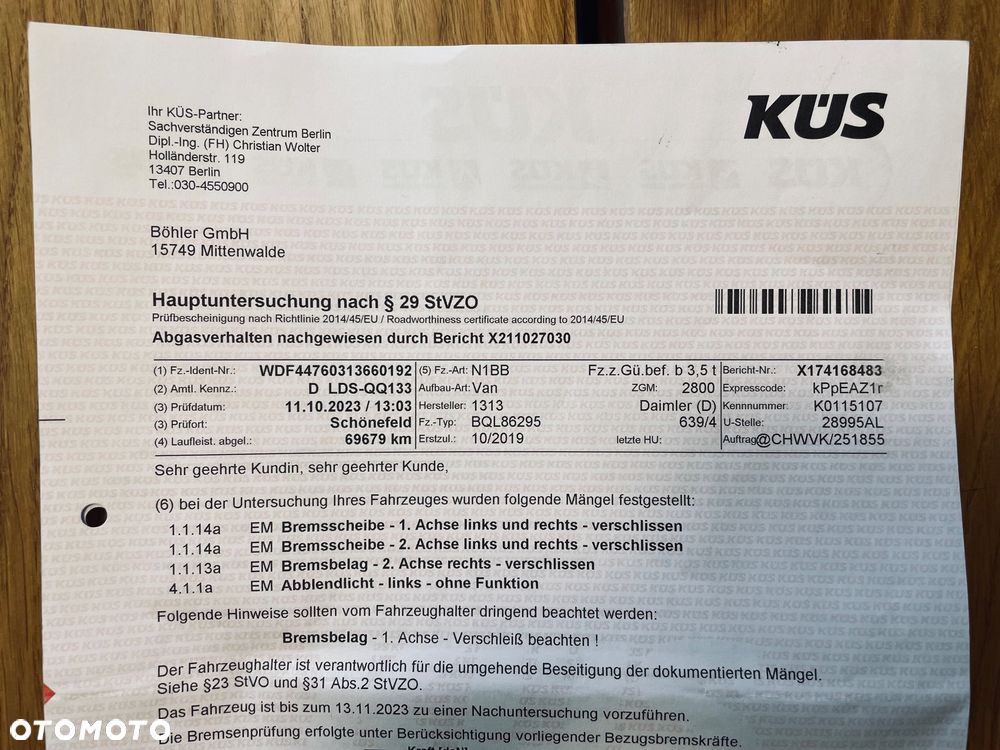 KÜS
Ihr KÜS-Partner:
Sachverständigen Zentrum Berlin
Dipl.-Ing. (FH) Christian Wolter
Holländerstr. 119
13407 Berlin
Tel.:030-4550900
Böhler GmbH
15749 Mittenwalde
Hauptuntersuchung nach § 29 StVZO
Prüfbescheinigung nach Richtlinie 2014/45/EU / Roadworthiness certificate according to 2014/45/EU
Abgasverhalten nachgewiesen durch Bericht X211027030
(1) Fz.-Ident-Nr.: WDF44760313660192 (5) Fz.-Art: N1BB Fz.z.Gü.bef. b 3,5 t Bericht-Nr.: X174168483
(2) Amtl. Kennz.: D LDS-QQ133 Aufbau-Art: Van ZGM: 2800 Expresscode: kPpEAZ1r
(3) Prüfdatum: 11.10.2023 / 13:03 Hersteller: 1313 Daimler (D) Kennnummer: K0115107
(3) Prüfort: Schönefeld Fz.-Typ: BQL86295 639/4 U-Stelle: 28995AL
(4) Laufleist. abgel.: 69679 km Erstzul.: 10/2019 letzte HU: Auftrag@CHWVK/251855
Sehr geehrte Kundin, sehr geehrter Kunde,
(6) bei der Untersuchung Ihres Fahrzeuges wurden folgende Mängel festgestellt:
1.1.14a EM Bremsscheibe - 1. Achse links und rechts - verschlissen
1.1.14a EM Bremsscheibe - 2. Achse links und rechts - verschlissen
1.1.13a EM Bremsbelag - 2. Achse rechts - verschlissen
4.1.1a EM Abblendlicht - links - ohne Funktion
Folgende Hinweise sollten vom Fahrzeughalter dringend beachtet werden:
Bremsbelag - 1. Achse - Verschleiß beachten !
Der Fahrzeughalter ist verantwortlich für die umgehende Beseitigung der dokumentierten Mängel.
Siehe §23 StVO und §31 Abs.2 StVZO.
Das Fahrzeug ist bis zum 13.11.2023 zu einer Nachuntersuchung vorzuführen.
Die Bremsenprüfung erfolgte unter Berücksichtigung vorliegender Bezugsbremskräfte.
OTOMOTO